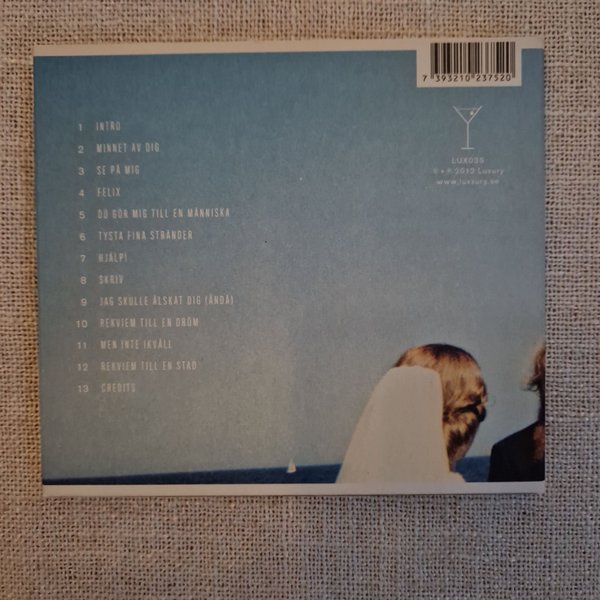 7 393210 237520
1 INTRO
2 MINNET AV DIG
3 SE PÅ MIG
4 FELIX
5 DU GÖR MIG TILL EN MÄNNISKA
6 TYSTA FINA STRÄNDER
7 HJÄLP!
8 SKRIV
9 JAG SKULLE ÄLSKAT DIG (ÄNDÅ)
10 REKVIEM TILL EN DRÖM
11 MEN INTE IKVÄLL
12 REKVIEM TILL EN STAD
13 CREDITS
LUX035
© + ℗ 2012 Luxury
www.luxxury.se